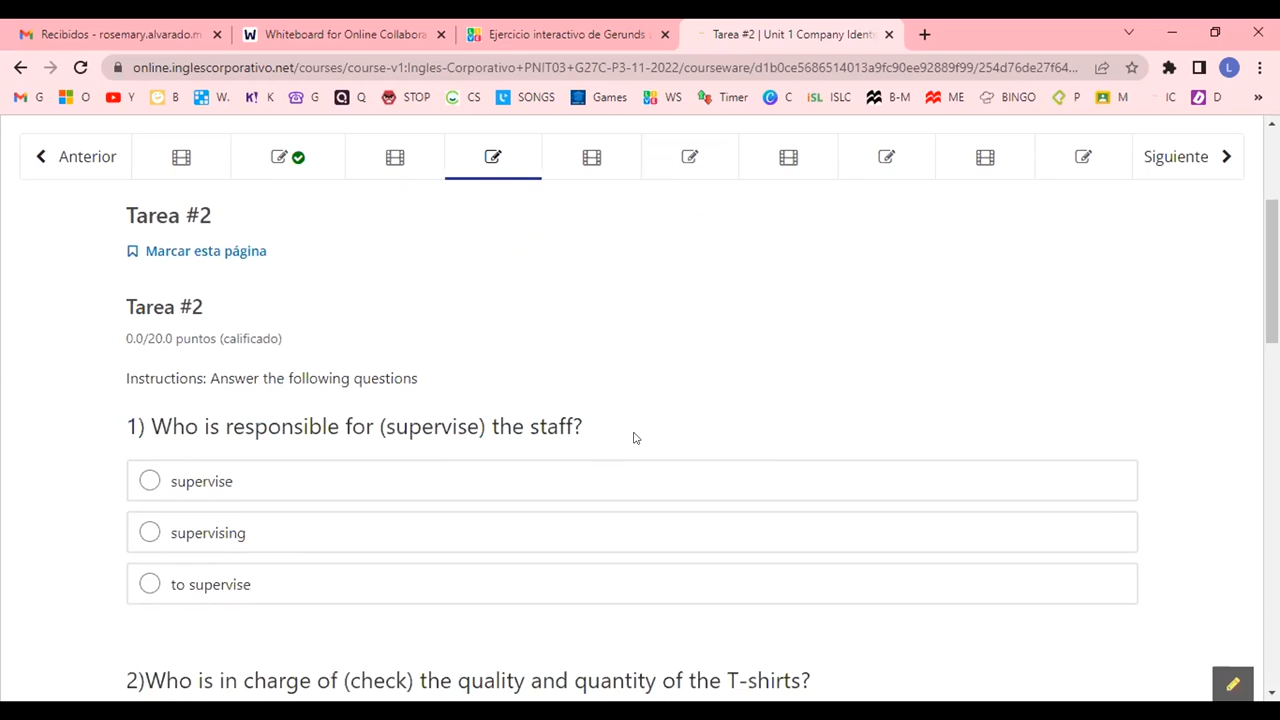 Recibidos - rosemary.alvarado.m
Whiteboard for Online Collabora
Ejercicio interactivo de Gerunds
Tarea #2 | Unit 1 Company Ident
online.inglescorporativo.net/courses/course-v1:Ingles-Corporativo+PNIT03+G27C-P3-11-2022/courseware/d1b0ce5686514013a9fc90ee92889f99/254d76de27f64...
L
G O Y B W. K G Q STOP CS SONGS Games WS Timer C ISLC B-M ME BINGO P M IC D
Anterior
Siguiente
Tarea #2
Marcar esta página
Tarea #2
0.0/20.0 puntos (calificado)
Instructions: Answer the following questions
1) Who is responsible for (supervise) the staff?
supervise
supervising
to supervise
2)Who is in charge of (check) the quality and quantity of the T-shirts?